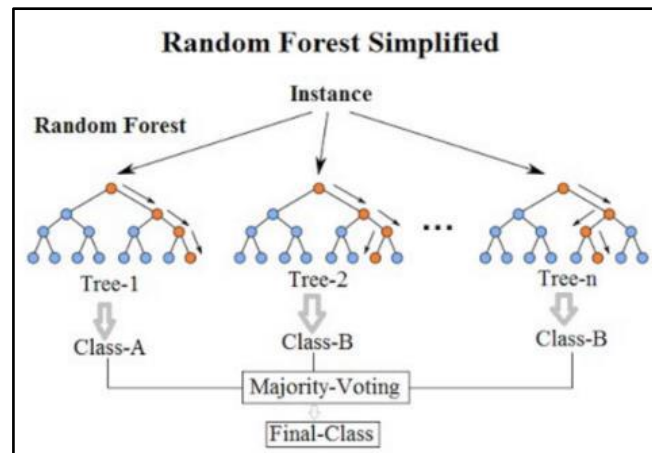 Random Forest Simplified
Instance
Random Forest
...
Tree-1
Tree-2
Tree-n
Class-A
Class-B
Class-B
Majority-Voting
Final-Class